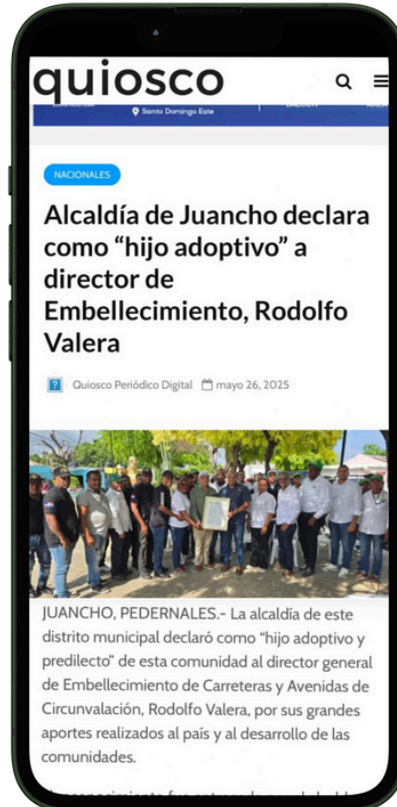 quiosco
Santo Domingo Este
NACIONALES
Alcaldía de Juancho declara
como “hijo adoptivo” a
director de
Embellecimiento, Rodolfo
Valera
Quiosco Periódico Digital mayo 26, 2025
JUANCHO, PEDERNALES.- La alcaldía de este
distrito municipal declaró como “hijo adoptivo y
predilecto” de esta comunidad al director general
de Embellecimiento de Carreteras y Avenidas de
Circunvalación, Rodolfo Valera, por sus grandes
aportes realizados al país y al desarrollo de las
comunidades.